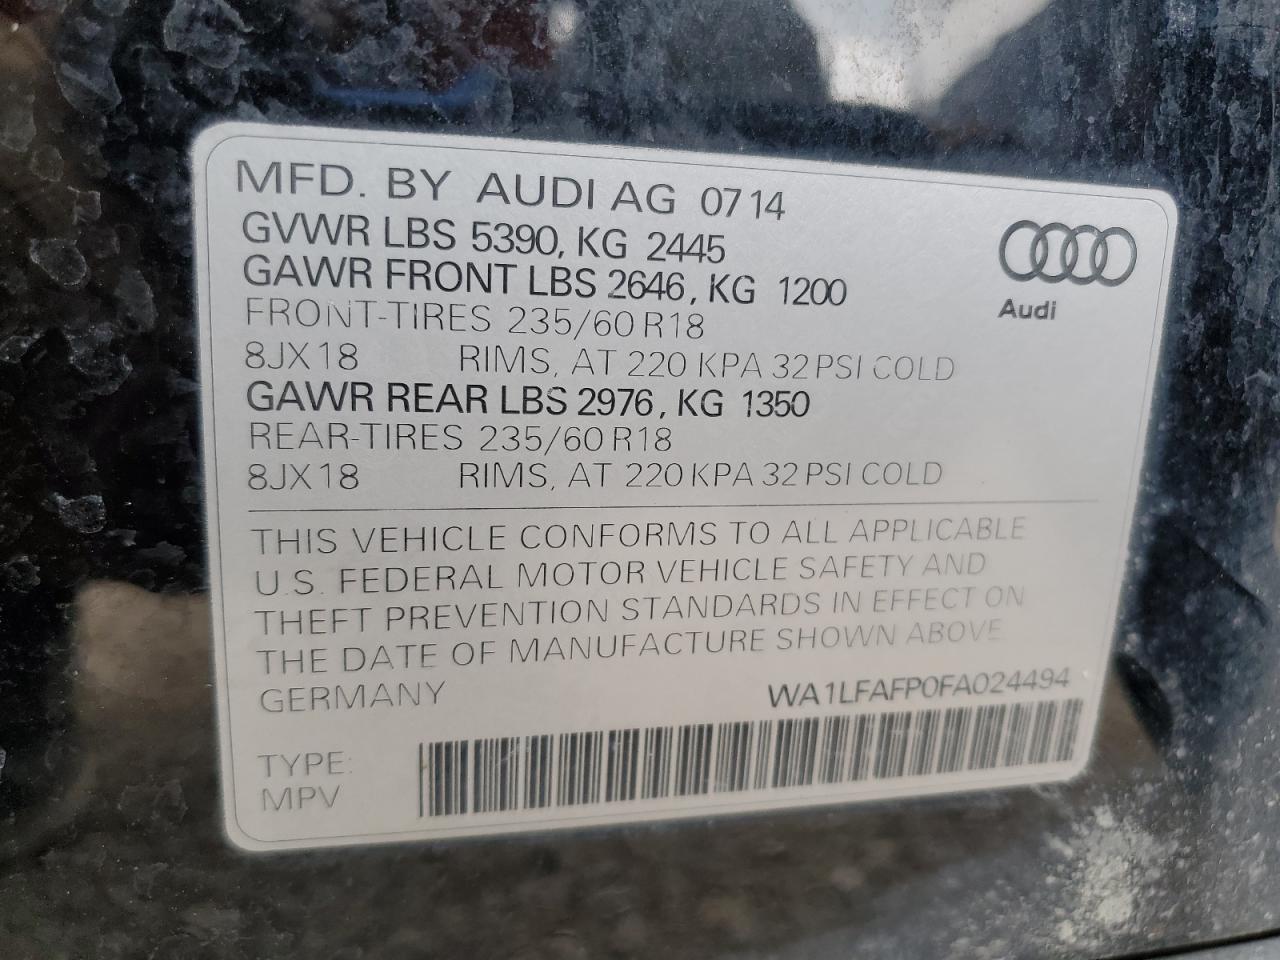 MFD. BY AUDI AG 0714
GVWR LBS 5390, KG 2445
GAWR FRONT LBS 2646, KG 1200
FRONT-TIRES 235/60 R18
8JX18 RIMS, AT 220 KPA 32 PSI COLD
GAWR REAR LBS 2976, KG 1350
REAR-TIRES 235/60 R18
8JX18 RIMS, AT 220 KPA 32 PSI COLD
Audi
THIS VEHICLE CONFORMS TO ALL APPLICABLE
U.S. FEDERAL MOTOR VEHICLE SAFETY AND
THEFT PREVENTION STANDARDS IN EFFECT ON
THE DATE OF MANUFACTURE SHOWN ABOVE
GERMANY WA1LFAFP0FA024494
TYPE:
MPV